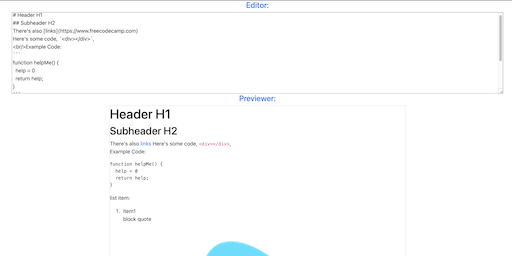 Editor:
# Header H1
## Subheader H2
There's also [links](https://www.freecodecamp.com)
Here's some code, `<div></div>`,
<br/>Example Code:
```
function helpMe() {
help = 0
return help;
}
```
Previewer:
Header H1
Subheader H2
There's also links Here's some code, <div></div>,
Example Code:
function helpMe() {
help = 0
return help;
}
list item:
1. item1
block quote